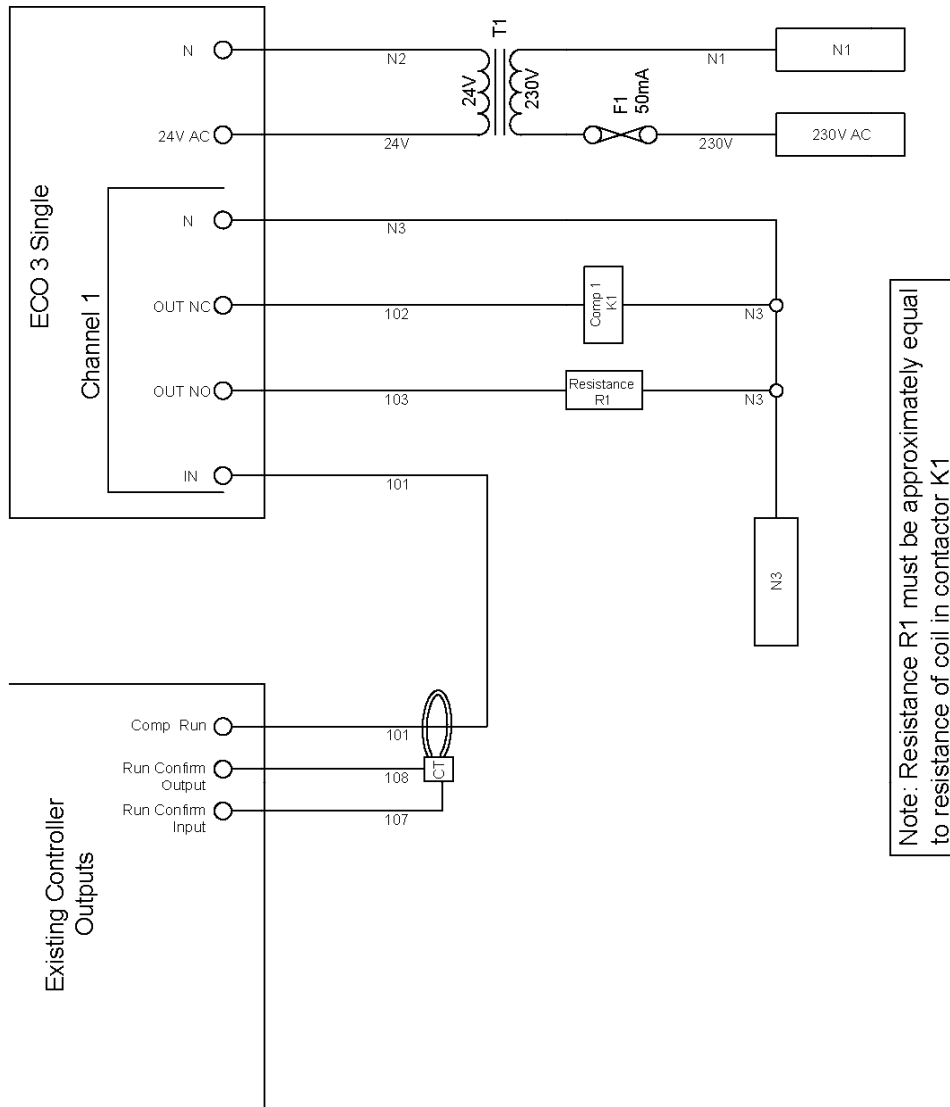 ECO 3 Single
N
N2
24V
T1
230V
N1
N1
24V AC
24V
F1
50mA
230V
230V AC
Channel 1
N
N3
OUT NC
102
Comp 1
K1
N3
OUT NO
103
Resistance
R1
N3
IN
101
N3
Existing Controller
Outputs
Comp Run
101
Run Confirm
Output
108
CT
Run Confirm
Input
107
Note: Resistance R1 must be approximately equal
to resistance of coil in contactor K1